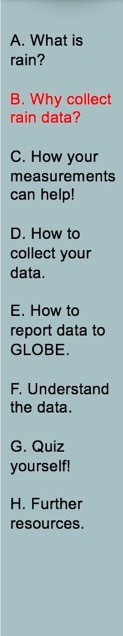 A. What is
rain?
B. Why collect
rain data?
C. How your
measurements
can help!
D. How to
collect your
data.
E. How to
report data to
GLOBE.
F. Understand
the data.
G. Quiz
yourself!
H. Further
resources.